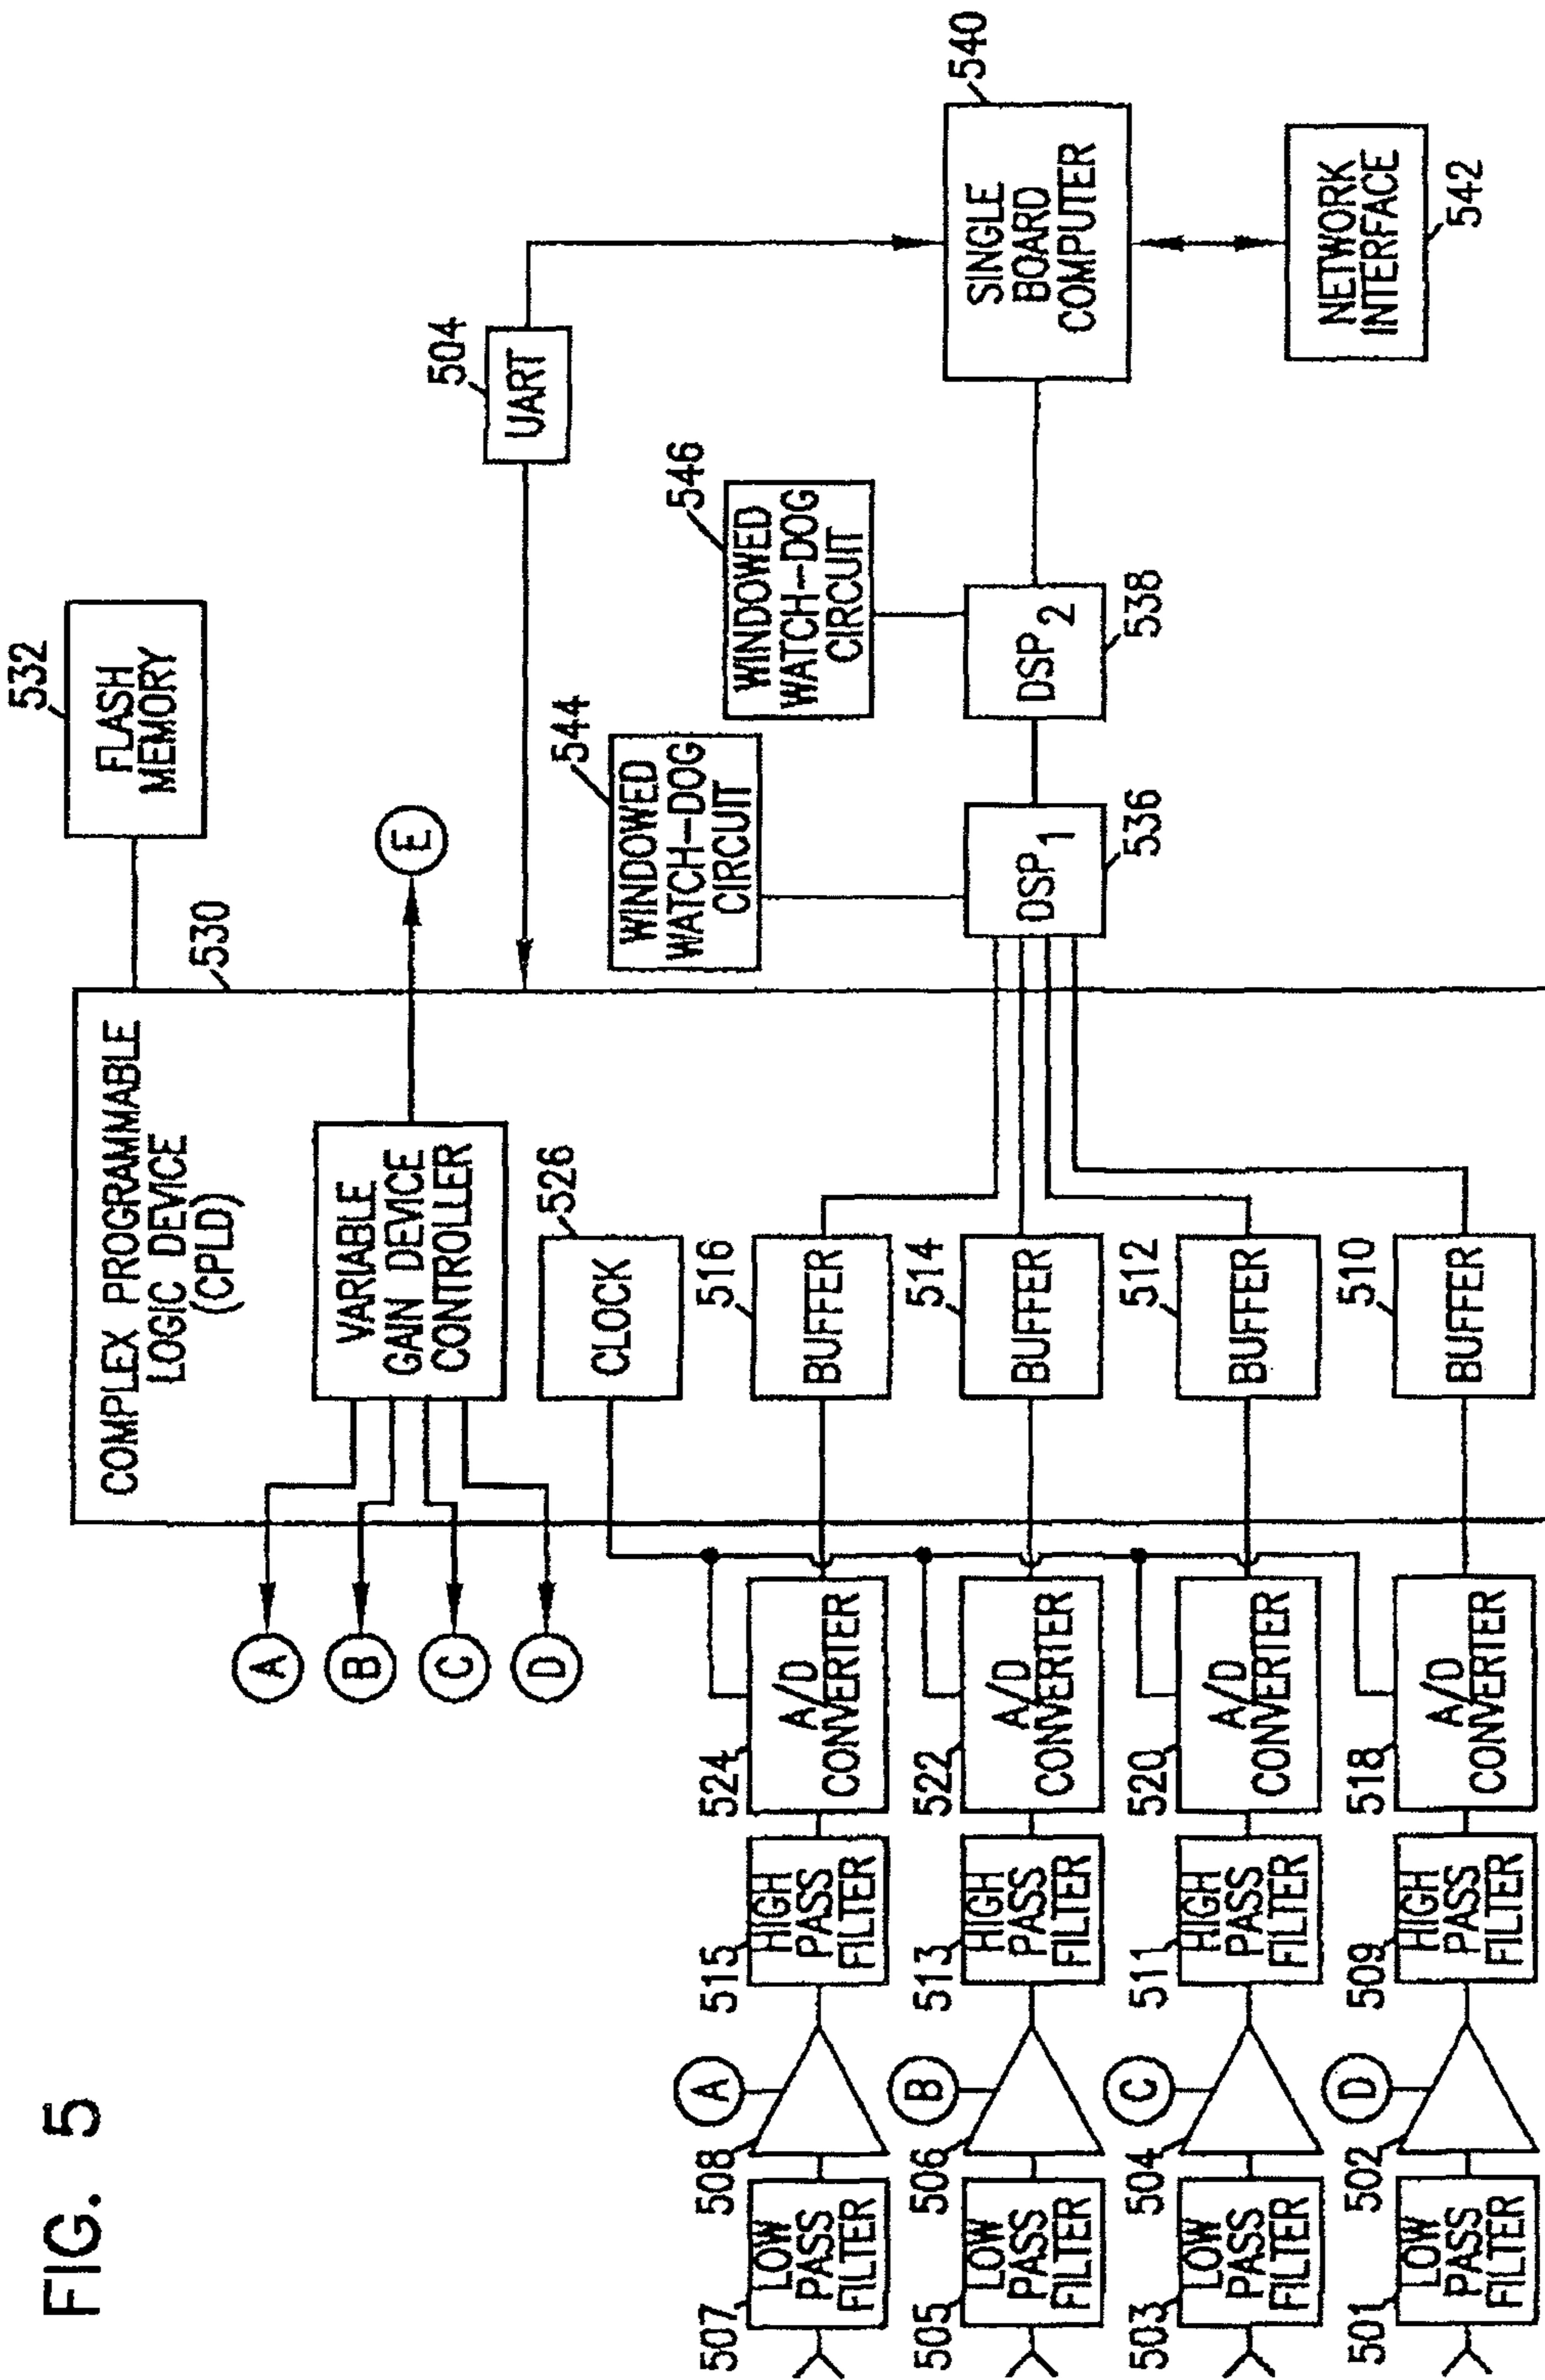 FIG. 5
COMPLEX PROGRAMMABLE
LOGIC DEVICE
(CPLD)
530
532
FLASH
MEMORY
VARIABLE
GAIN DEVICE
CONTROLLER
E
A
B
C
D
504
UART
526
CLOCK
544
WINDOWED
WATCH-DOG
CIRCUIT
546
WINDOWED
WATCH-DOG
CIRCUIT
507
LOW
PASS
FILTER
508
A
515
HIGH
PASS
FILTER
524
A/D
CONVERTER
516
BUFFER
505
LOW
PASS
FILTER
506
B
513
HIGH
PASS
FILTER
522
A/D
CONVERTER
514
BUFFER
DSP1
536
DSP2
538
SINGLE
BOARD
COMPUTER
540
503
LOW
PASS
FILTER
504
C
511
HIGH
PASS
FILTER
520
A/D
CONVERTER
512
BUFFER
501
LOW
PASS
FILTER
502
D
509
HIGH
PASS
FILTER
518
A/D
CONVERTER
510
BUFFER
NETWORK
INTERFACE
542